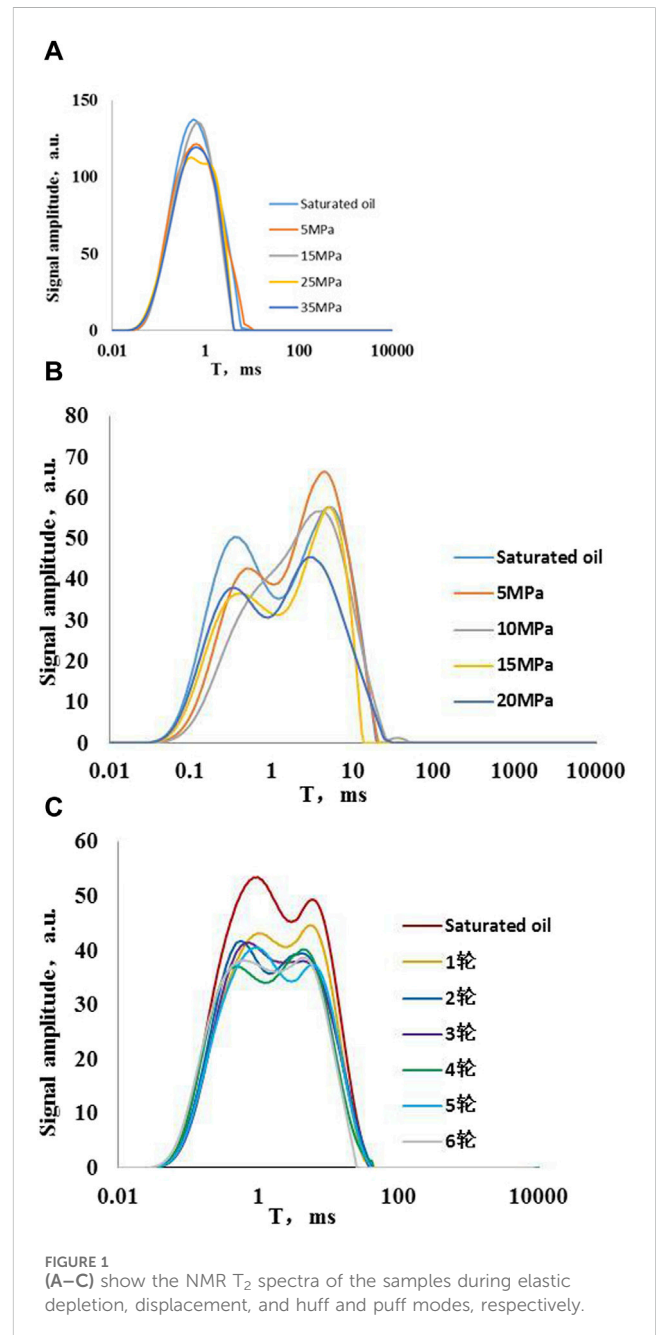 A
Signal amplitude, a.u.
150
100
50
0
0.01
1
100
10000
T, ms
Saturated oil
5MPa
15MPa
25MPa
35MPa
B
Signal amplitude, a.u.
80
70
60
50
40
30
20
10
0
0.01
0.1
1
10
100
1000
10000
T, ms
Saturated oil
5MPa
10MPa
15MPa
20MPa
C
Signal amplitude, a.u.
60
50
40
30
20
10
0
0.01
1
100
10000
T, ms
Saturated oil
1轮
2轮
3轮
4轮
5轮
6轮
FIGURE 1
(A–C) show the NMR T₂ spectra of the samples during elastic
depletion, displacement, and huff and puff modes, respectively.